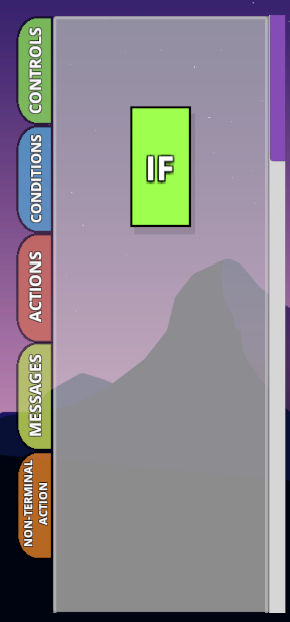 CONTROLS
CONDITIONS
ACTIONS
MESSAGES
NON-TERMINAL
ACTION
IF